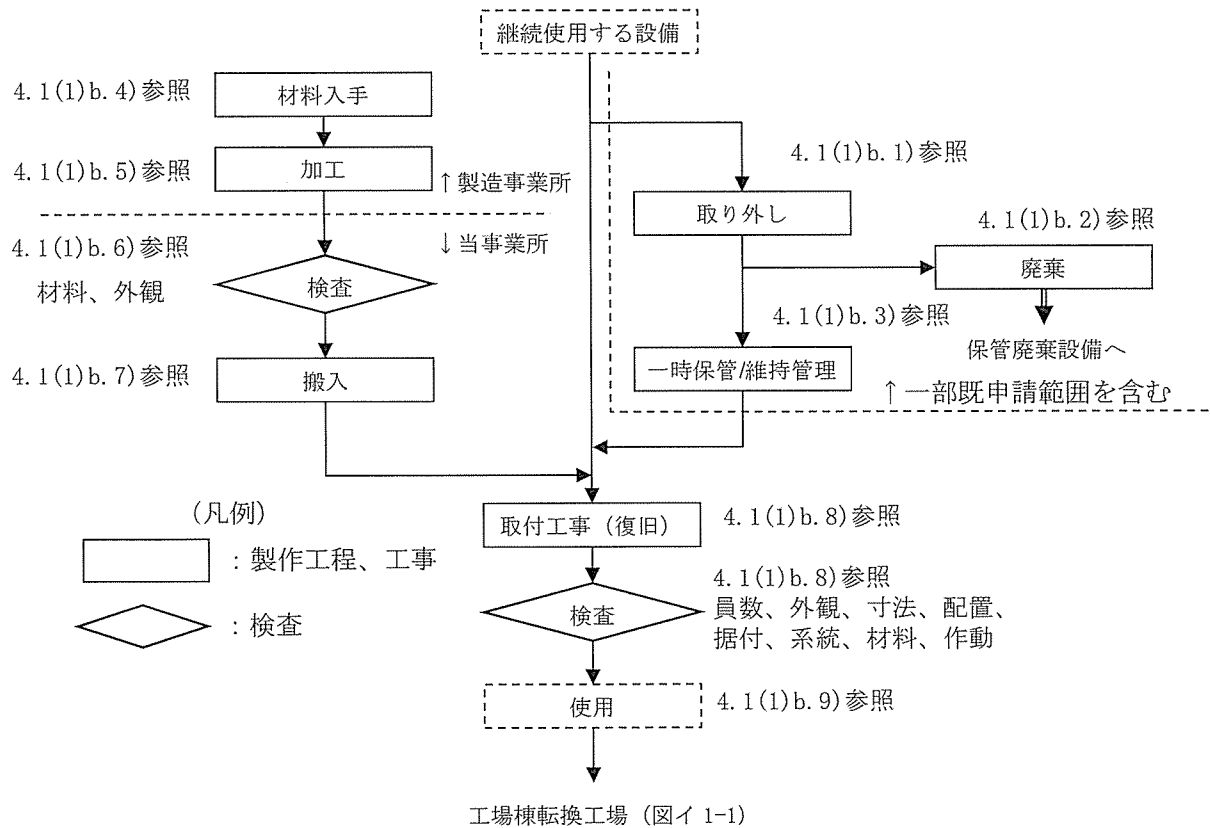 継続使用する設備
4.1(1)b.4)参照
材料入手
4.1(1)b.5)参照
加工
↑製造事業所
↓当事業所
4.1(1)b.6)参照
材料、外観
検査
4.1(1)b.7)参照
搬入
4.1(1)b.1)参照
取り外し
4.1(1)b.2)参照
廃棄
保管廃棄設備へ
4.1(1)b.3)参照
一時保管/維持管理
↑一部既申請範囲を含む
(凡例)
：製作工程、工事
：検査
取付工事（復旧）
4.1(1)b.8)参照
検査
4.1(1)b.8)参照
員数、外観、寸法、配置、
据付、系統、材料、作動
使用
4.1(1)b.9)参照
工場棟転換工場（図イ 1-1）